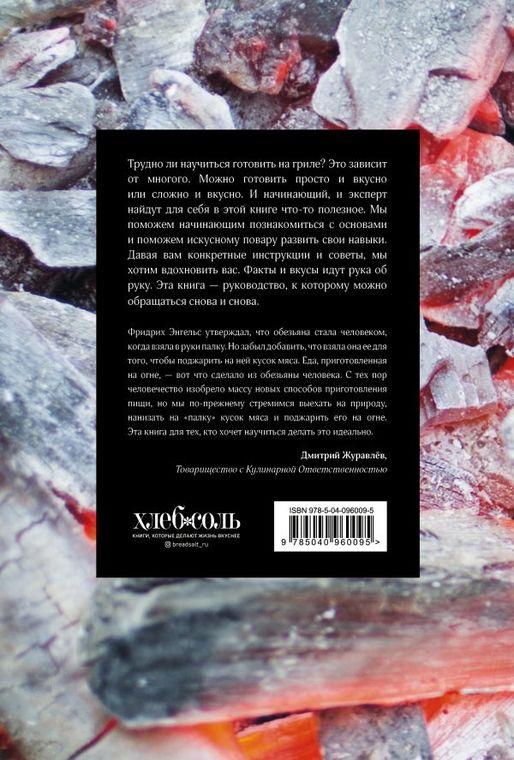 Трудно ли научиться готовить на гриле? Это зависит
от многого. Можно готовить просто и вкусно
или сложно и вкусно. И начинающий, и эксперт
найдут для себя в этой книге что-то полезное. Мы
поможем начинающим познакомиться с основами
и поможем искусному повару развить свои навыки.
Давая вам конкретные инструкции и советы, мы
хотим вдохновить вас. Факты и вкусы идут рука об
руку. Эта книга — руководство, к которому можно
обращаться снова и снова.
Фридрих Энгельс утверждал, что обезьяна стала человеком,
когда взяла в руки палку. Но забыл добавить, что взяла она ее для
того, чтобы поджарить на ней кусок мяса. Еда, приготовленная
на огне, — вот что сделало из обезьяны человека. С тех пор
человечество изобрело массу новых способов приготовления
пищи, но мы по-прежнему стремимся выехать на природу,
нанизать на «палку» кусок мяса и поджарить его на огне.
Эта книга для тех, кто хочет научиться делать это идеально.
Дмитрий Журавлёв,
Товарищество с Кулинарной Ответственностью
хлеб*соль
КНИГИ, КОТОРЫЕ ДЕЛАЮТ ЖИЗНЬ ВКУСНЕЕ
breadsalt_ru
ISBN 978-5-04-096009-5
9 785040 960095 >